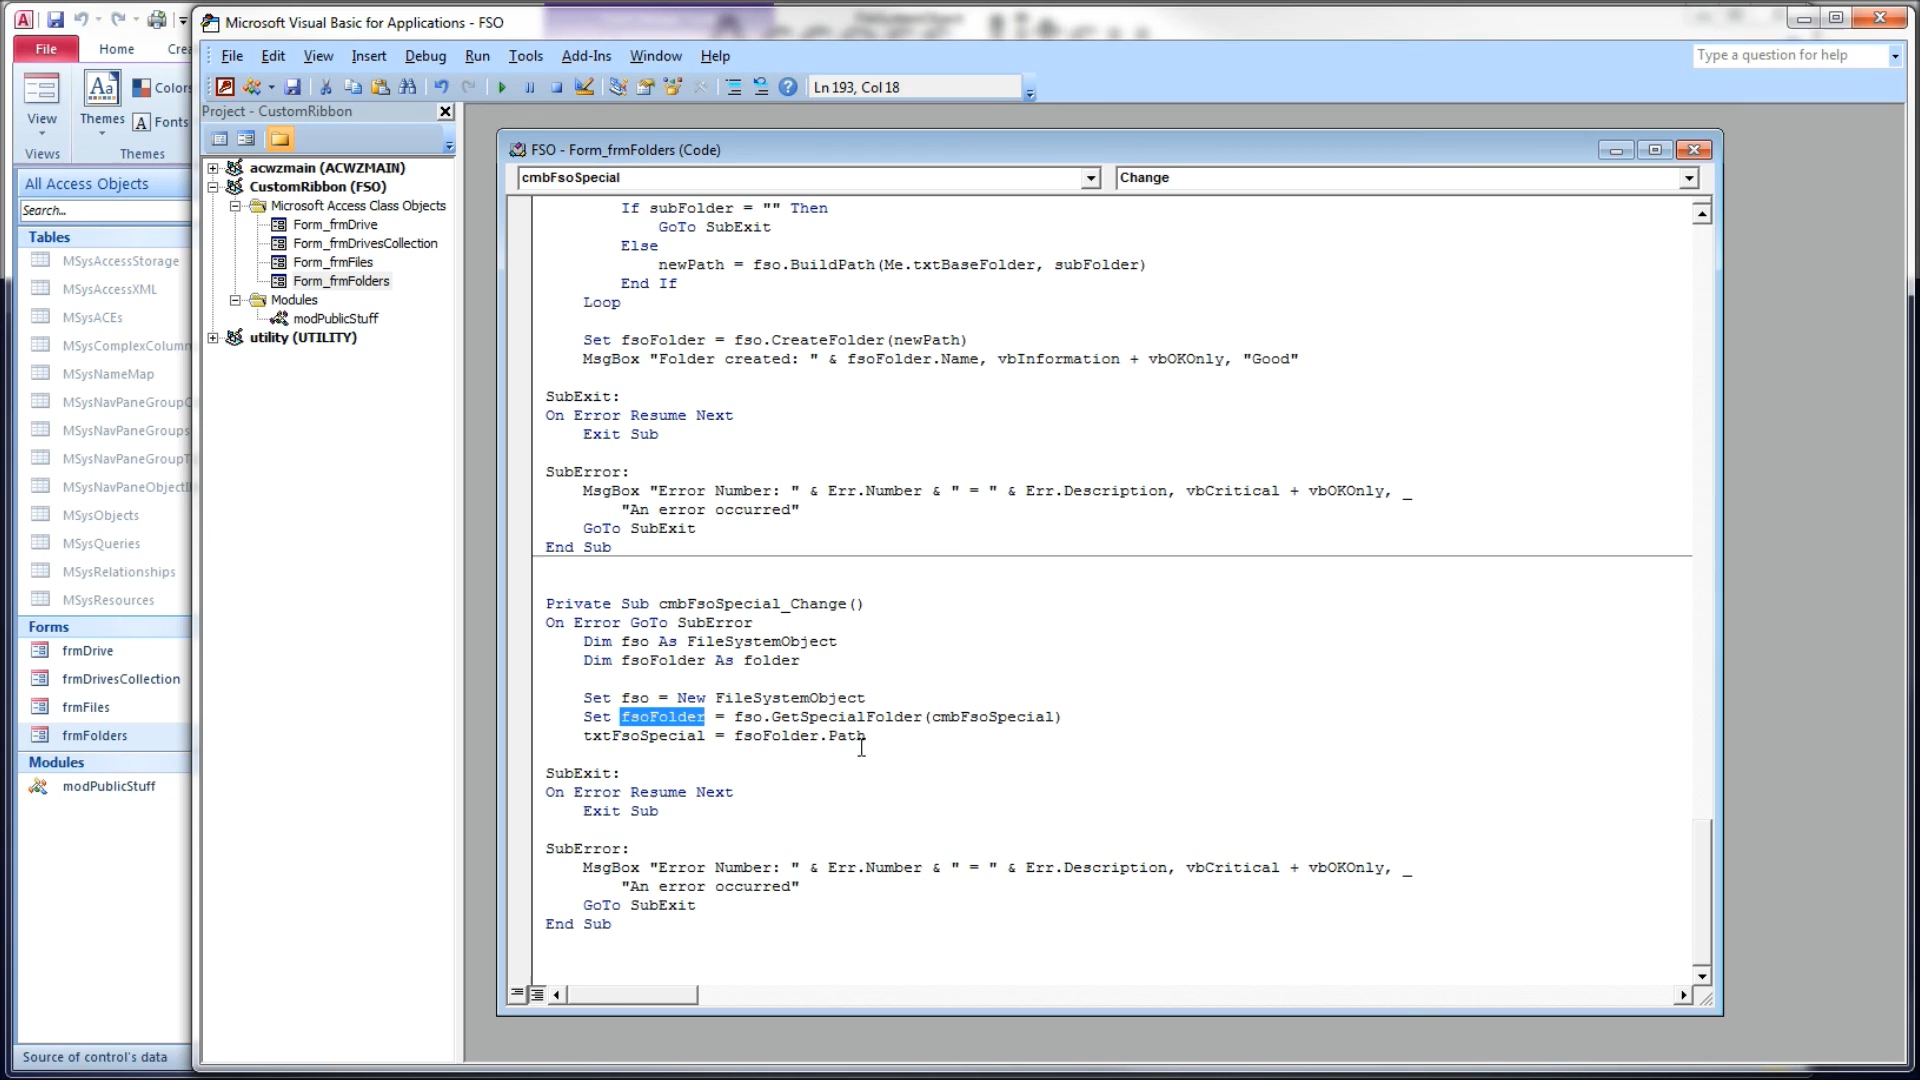 Microsoft Visual Basic for Applications - FSO
File
Home
File Edit View Insert Debug Run Tools Add-Ins Window Help
Type a question for help
Ln 193, Col 18
View
Themes
Colors
Fonts
Views
Themes
All Access Objects
Search...
Tables
MSysAccessStorage
MSysAccessXML
MSysACEs
MSysNameMap
MSysNavPaneGroups
MSysObjects
MSysQueries
MSysRelationships
MSysResources
Forms
frmDrive
frmDrivesCollection
frmFiles
frmFolders
Modules
modPublicStuff
Source of control's data
Project - CustomRibbon
acwzmain (ACWZMAIN)
CustomRibbon (FSO)
Microsoft Access Class Objects
Form_frmDrive
Form_frmDrivesCollection
Form_frmFiles
Form_frmFolders
Modules
modPublicStuff
utility (UTILITY)
FSO - Form_frmFolders (Code)
cmbFsoSpecial
Change
If subFolder = "" Then
GoTo SubExit
Else
newPath = fso.BuildPath(Me.txtBaseFolder, subFolder)
End If
Loop
Set fsoFolder = fso.CreateFolder(newPath)
MsgBox "Folder created: " & fsoFolder.Name, vbInformation + vbOKOnly, "Good"
SubExit:
On Error Resume Next
Exit Sub
SubError:
MsgBox "Error Number: " & Err.Number & " = " & Err.Description, vbCritical + vbOKOnly, _
"An error occurred"
GoTo SubExit
End Sub
Private Sub cmbFsoSpecial_Change()
On Error GoTo SubError
Dim fso As FileSystemObject
Dim fsoFolder As folder
Set fso = New FileSystemObject
Set fsoFolder = fso.GetSpecialFolder(cmbFsoSpecial)
txtFsoSpecial = fsoFolder.Path
SubExit:
On Error Resume Next
Exit Sub
SubError:
MsgBox "Error Number: " & Err.Number & " = " & Err.Description, vbCritical + vbOKOnly, _
"An error occurred"
GoTo SubExit
End Sub